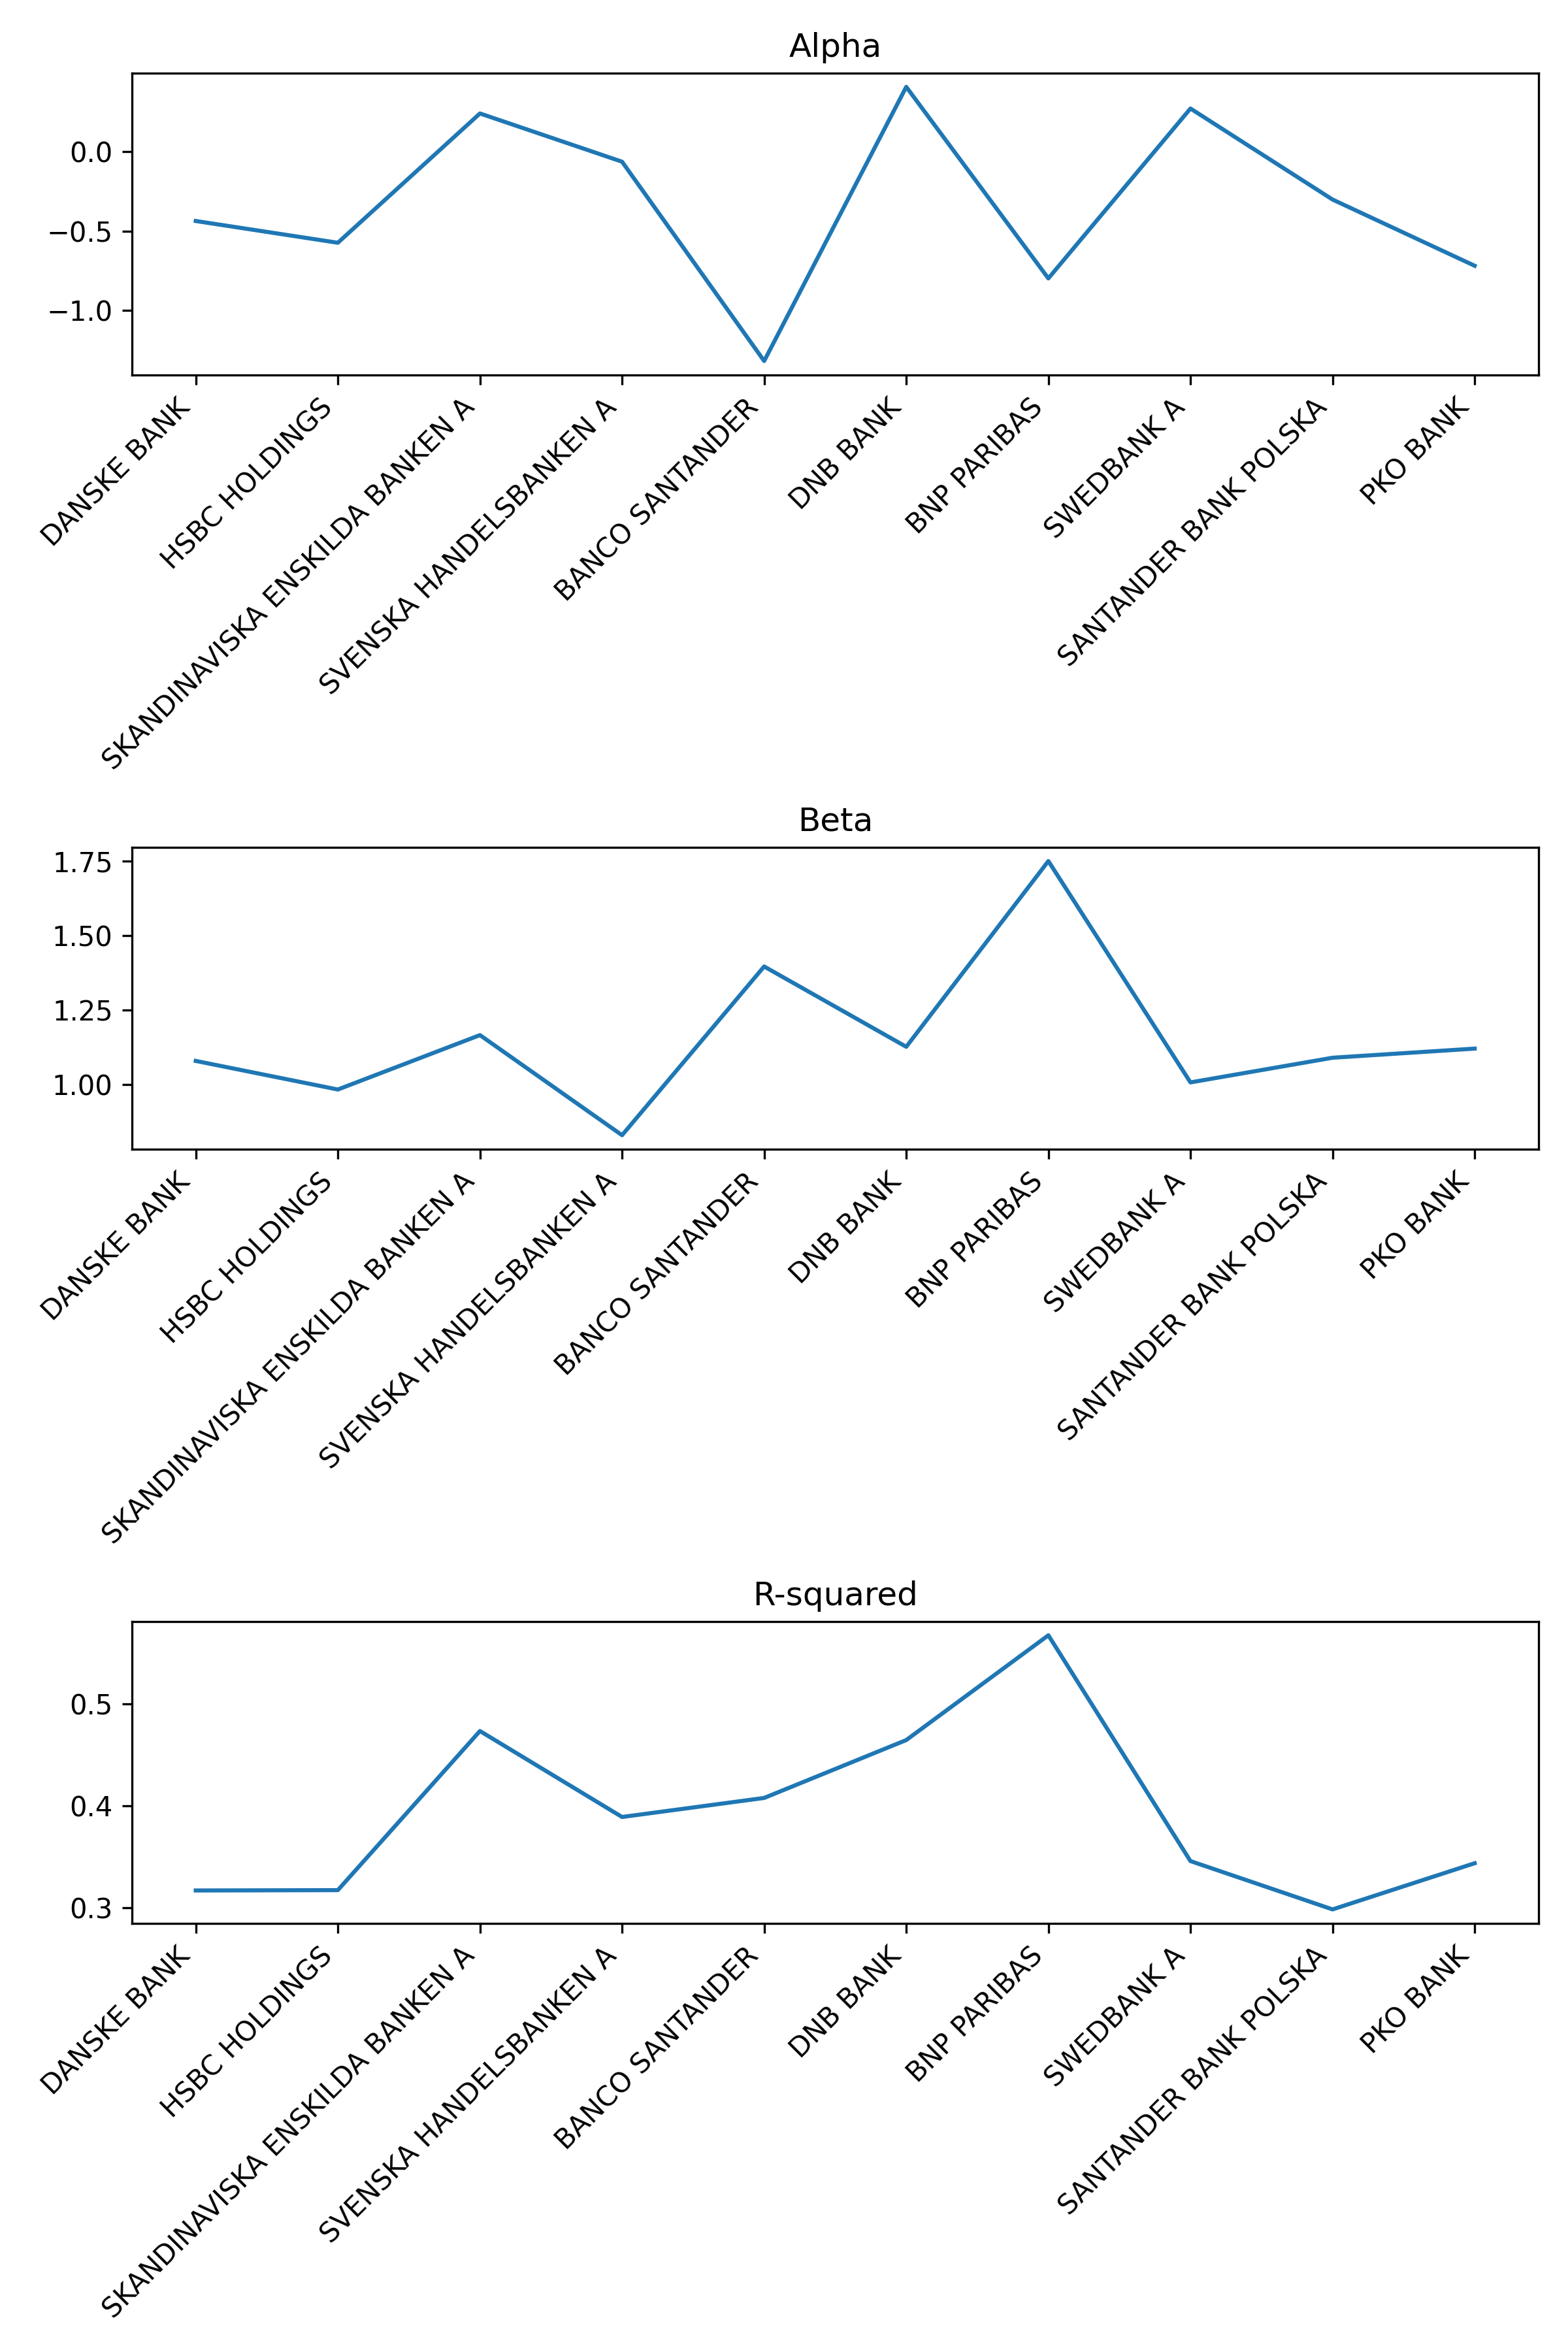 Alpha
0.0
−0.5
−1.0
DANSKE BANK
HSBC HOLDINGS
SKANDINAVISKA ENSKILDA BANKEN A
SVENSKA HANDELSBANKEN A
BANCO SANTANDER
DNB BANK
BNP PARIBAS
SWEDBANK A
SANTANDER BANK POLSKA
PKO BANK
Beta
1.75
1.50
1.25
1.00
DANSKE BANK
HSBC HOLDINGS
SKANDINAVISKA ENSKILDA BANKEN A
SVENSKA HANDELSBANKEN A
BANCO SANTANDER
DNB BANK
BNP PARIBAS
SWEDBANK A
SANTANDER BANK POLSKA
PKO BANK
R-squared
0.5
0.4
0.3
DANSKE BANK
HSBC HOLDINGS
SKANDINAVISKA ENSKILDA BANKEN A
SVENSKA HANDELSBANKEN A
BANCO SANTANDER
DNB BANK
BNP PARIBAS
SWEDBANK A
SANTANDER BANK POLSKA
PKO BANK